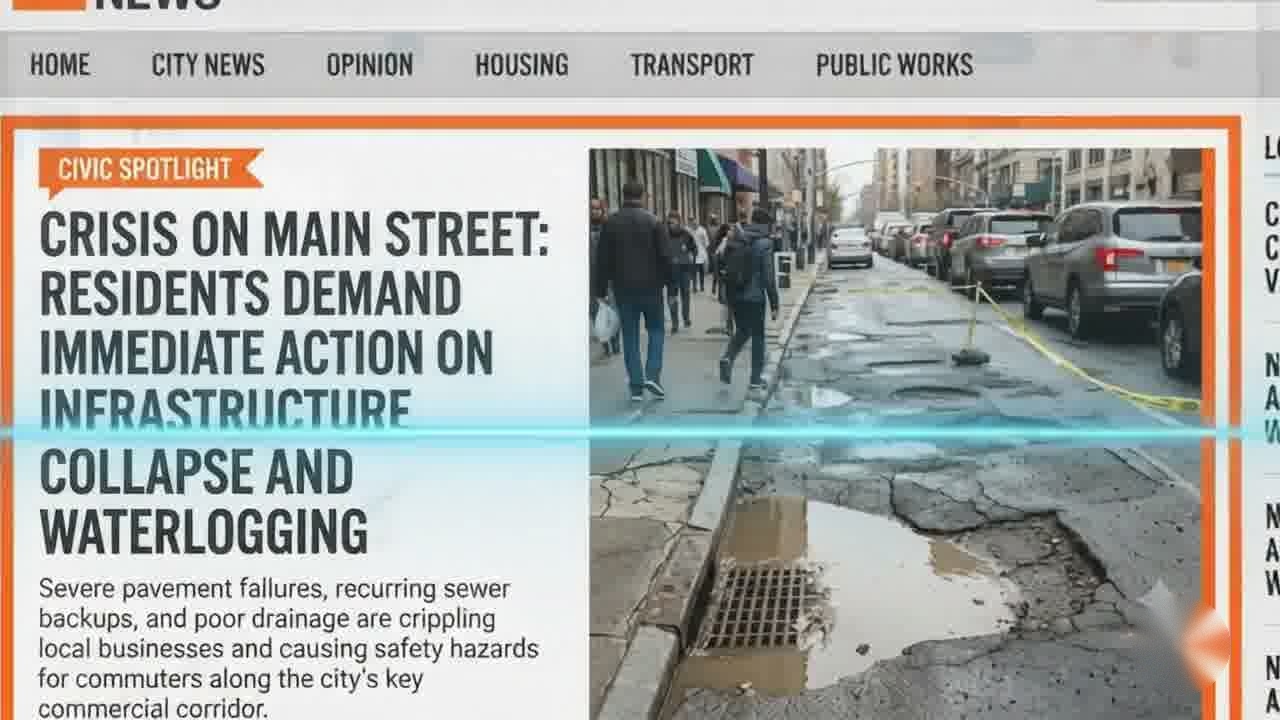 NEWS
HOME
CITY NEWS
OPINION
HOUSING
TRANSPORT
PUBLIC WORKS
CIVIC SPOTLIGHT
CRISIS ON MAIN STREET:
RESIDENTS DEMAND
IMMEDIATE ACTION ON
INFRASTRUCTURE
COLLAPSE AND
WATERLOGGING
Severe pavement fallures, recurring sewer
backups, and poor drainage are crippling
local businesses and causing safety hazards
for commuters along the city's key
commercial corridor.